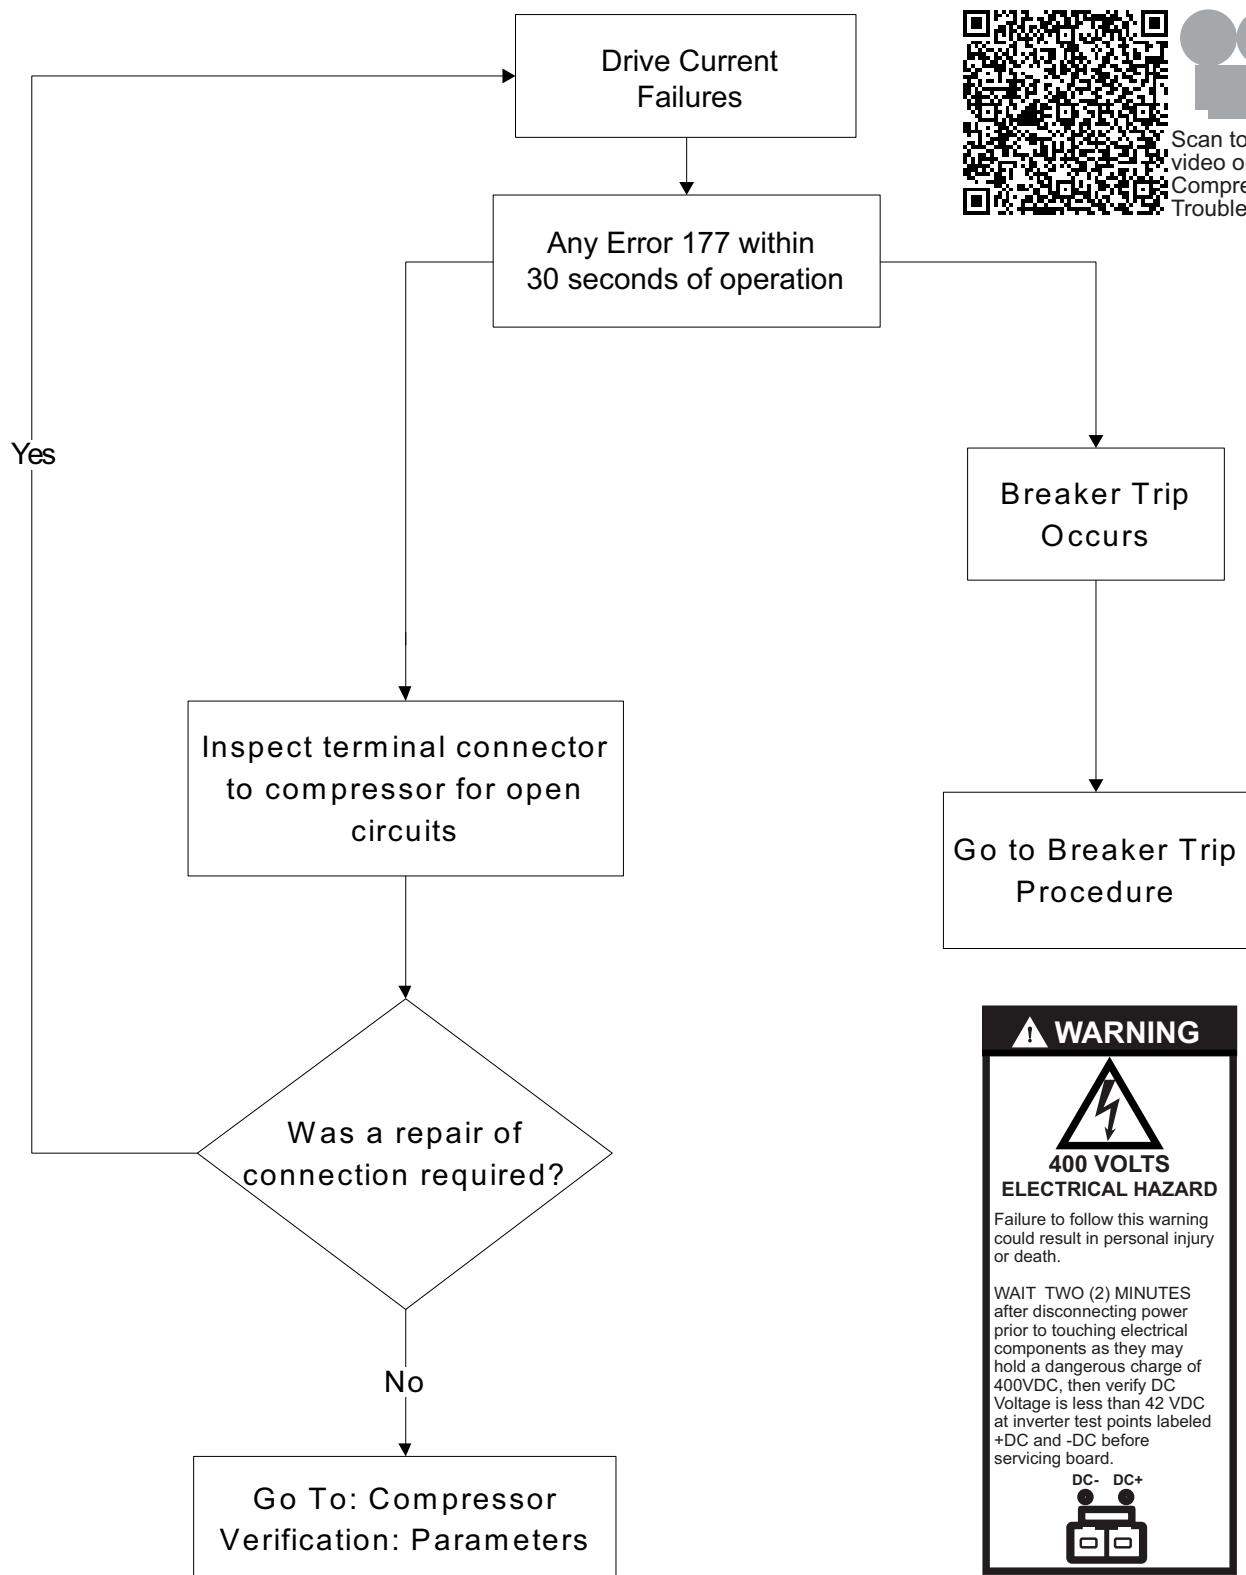 Drive Current
Failures
Scan to
video o
Compre
Trouble
Any Error 177 within
30 seconds of operation
Yes
Breaker Trip
Occurs
Inspect terminal connector
to compressor for open
circuits
Go to Breaker Trip
Procedure
Was a repair of
connection required?
No
Go To: Compressor
Verification: Parameters
WARNING
400 VOLTS
ELECTRICAL HAZARD
Failure to follow this warning
could result in personal injury
or death.
WAIT TWO (2) MINUTES
after disconnecting power
prior to touching electrical
components as they may
hold a dangerous charge of
400VDC, then verify DC
Voltage is less than 42 VDC
at inverter test points labeled
+DC and -DC before
servicing board.
DC- DC+